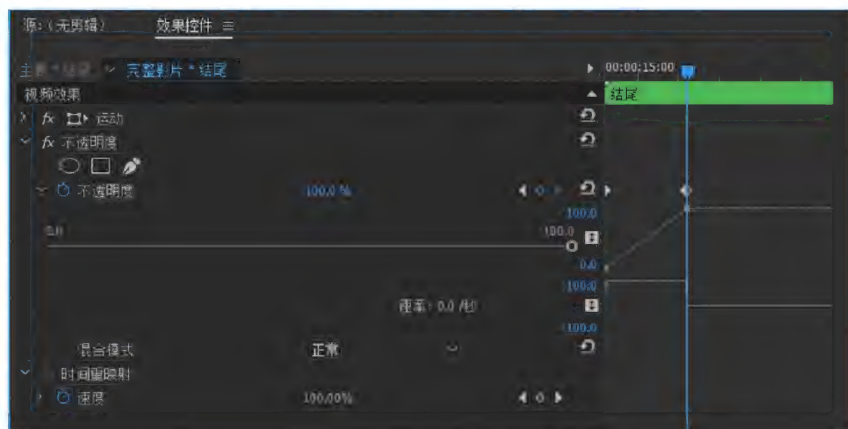 源:（无剪辑） 效果控件
主 * 结尾 完整影片 * 结尾 00:00:15:00
视频效果 结尾
fx 运动
fx 不透明度
不透明度 100.0 %
100.0
0.0 100.0
0.0
100.0
速率: 0.0 /秒
-100.0
混合模式 正常
时间重映射
速度 100.00%